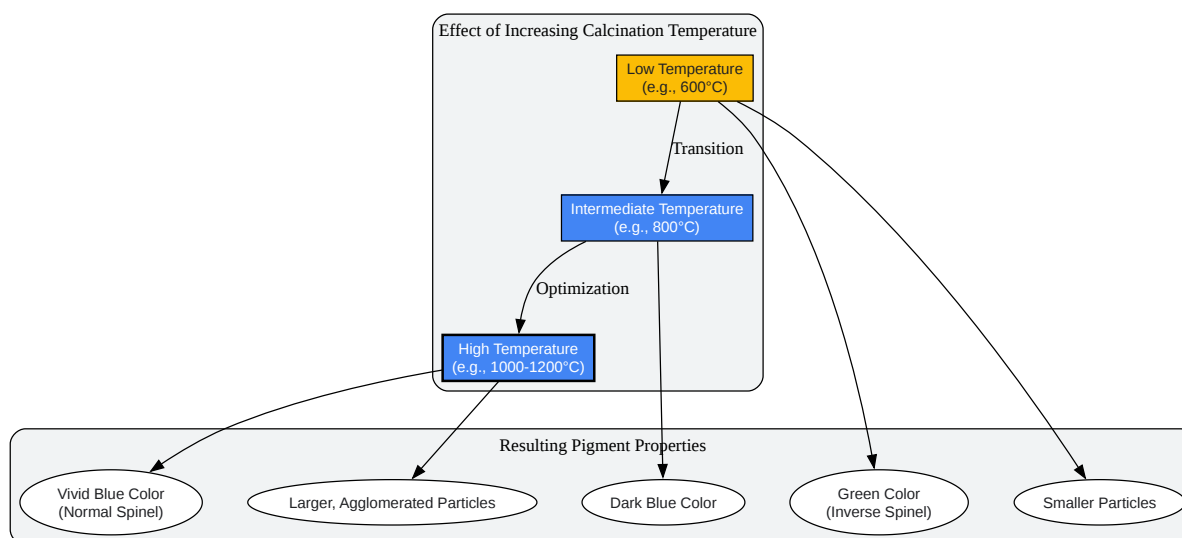 Effect of Increasing Calcination Temperature
Low Temperature
(e.g., 600°C)
Transition
Intermediate Temperature
(e.g., 800°C)
Optimization
High Temperature
(e.g., 1000-1200°C)
Resulting Pigment Properties
Vivid Blue Color
(Normal Spinel)
Larger, Agglomerated Particles
Dark Blue Color
Green Color
(Inverse Spinel)
Smaller Particles